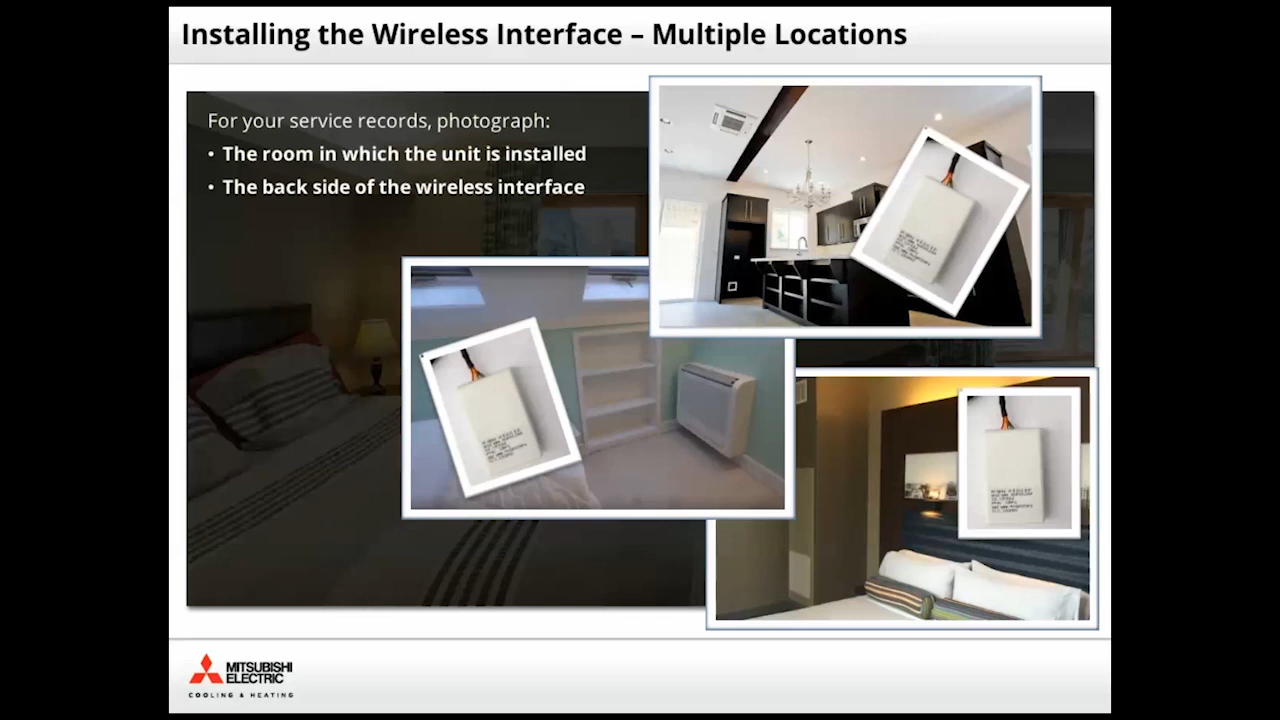 Installing the Wireless Interface – Multiple Locations
For your service records, photograph:
• The room in which the unit is installed
• The back side of the wireless interface
MITSUBISHI
ELECTRIC
COOLING & HEATING